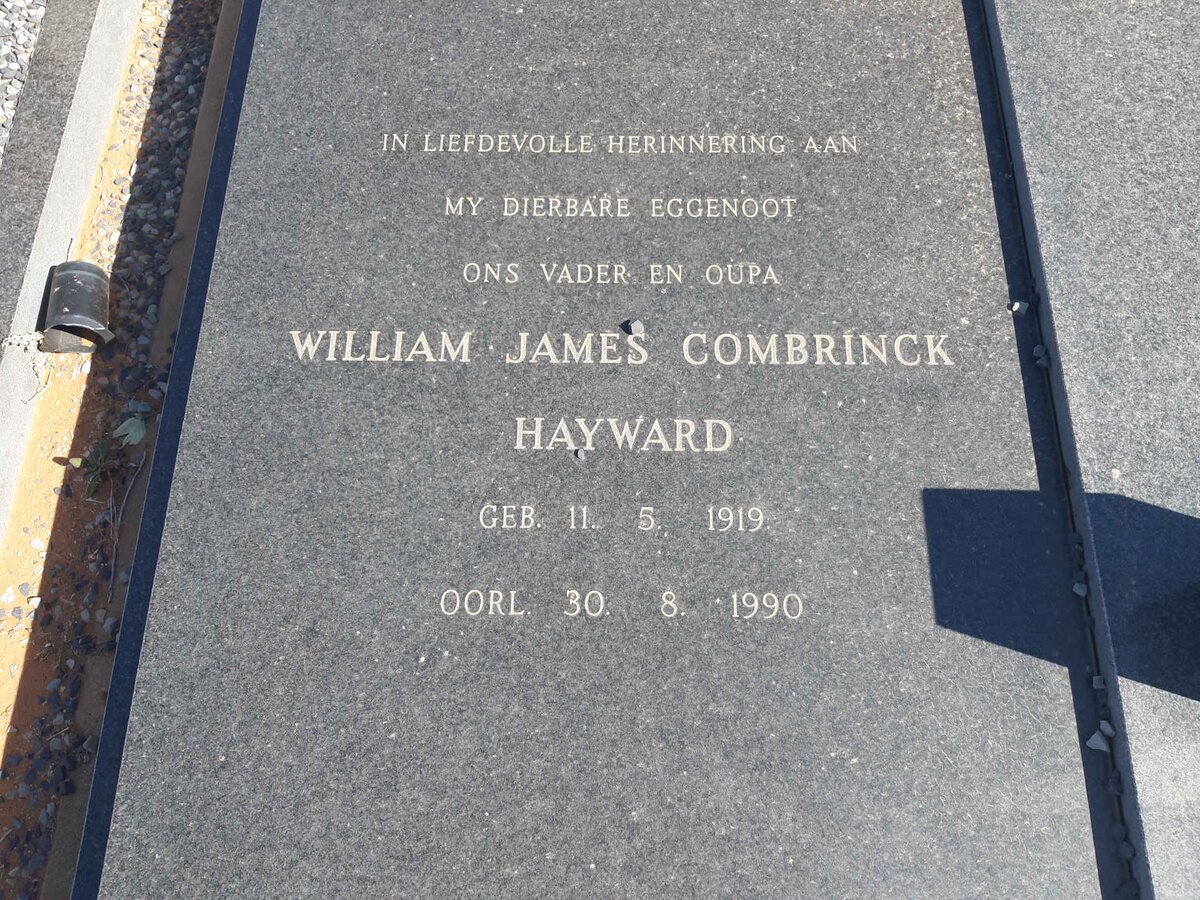 IN LIEFDEVOLLE HERINNERING AAN
MY DIERBARE EGGENOOT
ONS VADER EN OUPA
WILLIAM JAMES COMBRINCK
HAYWARD
GEB. 11. 5. 1919.
OORL. 30. 8. 1990